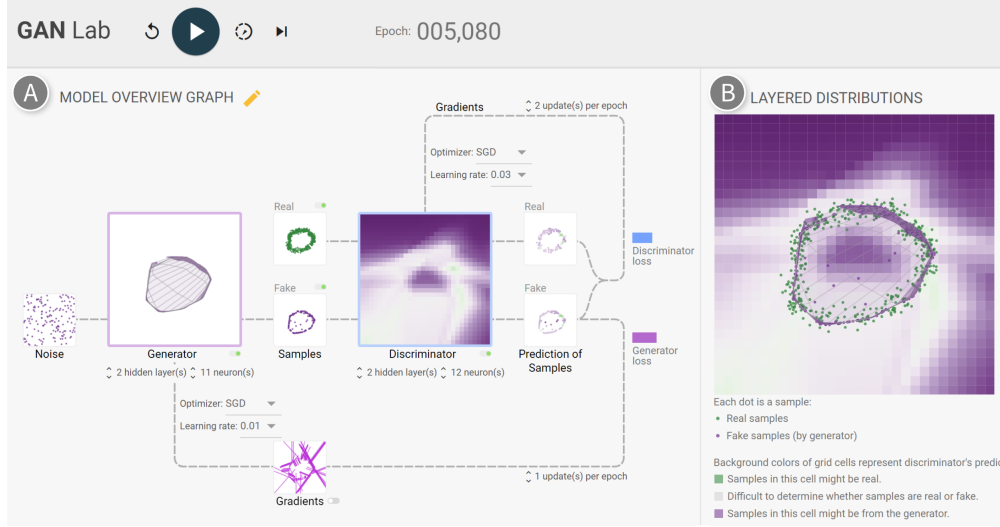 GAN Lab
Epoch: 005,080
A
MODEL OVERVIEW GRAPH
Gradients
2 update(s) per epoch
Optimizer: SGD
Learning rate: 0.03
Real
Real
Discriminator
loss
Fake
Fake
Generator
loss
Noise
Generator
Samples
Discriminator
Prediction of
Samples
2 hidden layer(s) 11 neuron(s)
2 hidden layer(s) 12 neuron(s)
Optimizer: SGD
Learning rate: 0.01
Gradients
1 update(s) per epoch
B
LAYERED DISTRIBUTIONS
Each dot is a sample:
Real samples
Fake samples (by generator)
Background colors of grid cells represent discriminator's predic
Samples in this cell might be real.
Difficult to determine whether samples are real or fake.
Samples in this cell might be from the generator.